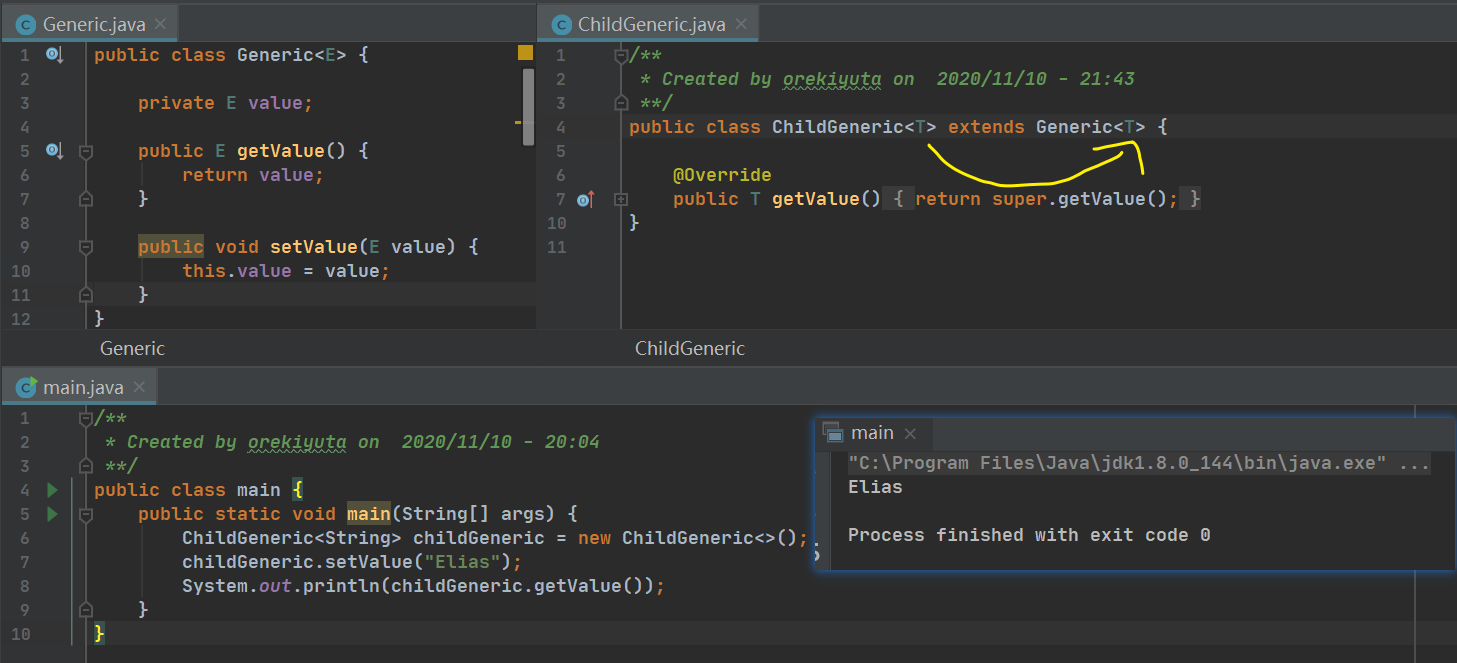 Generic.java
1 public class Generic<E> {
2
3 private E value;
4
5 public E getValue() {
6 return value;
7 }
8
9 public void setValue(E value) {
10 this.value = value;
11 }
12 }
Generic
ChildGeneric.java
1 /**
2 * Created by orekiyuta on 2020/11/10 - 21:43
3 **/
4 public class ChildGeneric<T> extends Generic<T> {
5
6 @Override
7 public T getValue() { return super.getValue(); }
10 }
11
ChildGeneric
main.java
1 /**
2 * Created by orekiyuta on 2020/11/10 - 20:04
3 **/
4 public class main {
5 public static void main(String[] args) {
6 ChildGeneric<String> childGeneric = new ChildGeneric<>();
7 childGeneric.setValue("Elias");
8 System.out.println(childGeneric.getValue());
9 }
10 }
main
"C:\Program Files\Java\jdk1.8.0_144\bin\java.exe" ...
Elias
Process finished with exit code 0